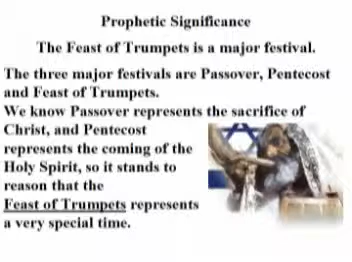 Prophetic Significance
The Feast of Trumpets is a major festival.
The three major festivals are Passover, Pentecost
and Feast of Trumpets.
We know Passover represents the sacrifice of
Christ, and Pentecost
represents the coming of the
Holy Spirit, so it stands to
reason that the
Feast of Trumpets represents
a very special time.